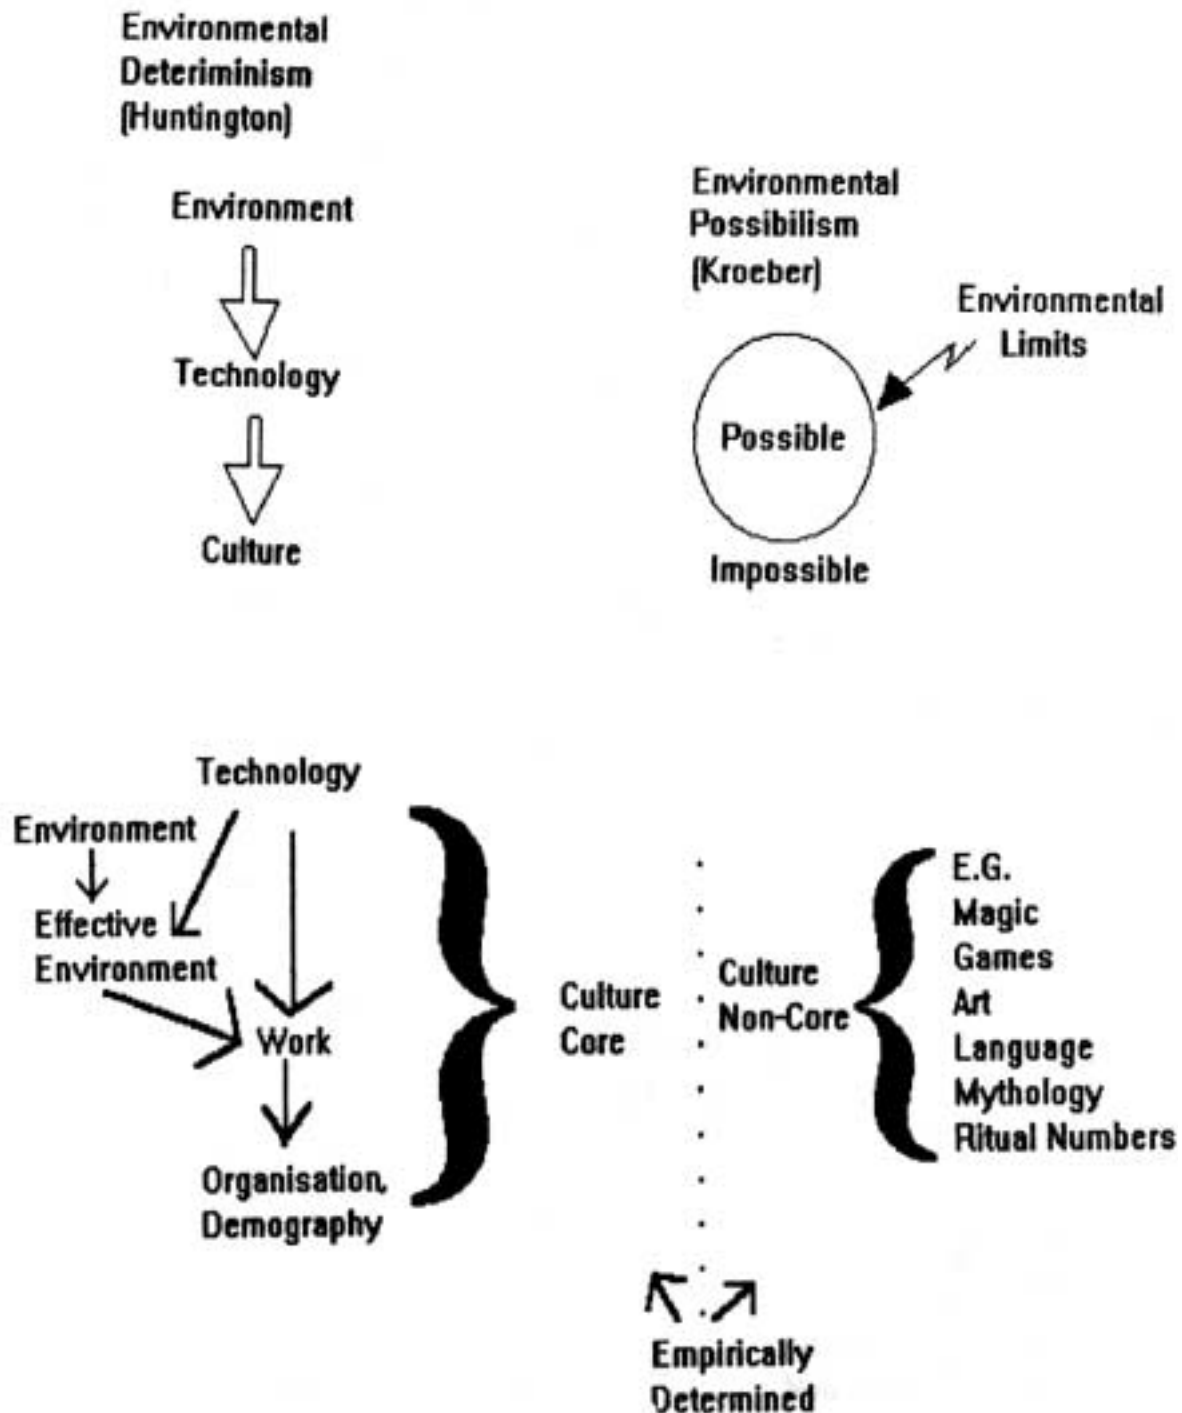 Environmental
Deteriminism
(Huntington)
Environment
Technology
Culture
Environmental
Possibilism
(Kroeber)
Environmental
Limits
Possible
Impossible
Technology
Environment
Effective
Environment
Work
Organisation,
Demography
Culture
Core
Culture
Non-Core
E.G.
Magic
Games
Art
Language
Mythology
Ritual Numbers
Empirically
Determined